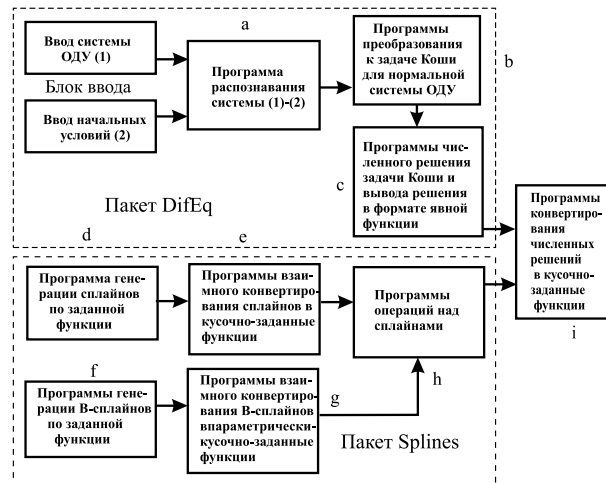 a
Ввод системы
ОДУ (1)
Блок ввода
Ввод начальных
условий (2)
Программа
распознавания
системы (1)-(2)
Программы
преобразования
к задаче Коши
для нормальной
системы ОДУ
b
c
Программы чис-
ленного решения
задачи Коши и
вывода решения
в формате явной
функции
Пакет DifEq
Программы
конвертиро-
вания
численных
решений
в кусочно-
заданные
функции
i
d
e
Программа гене-
рации сплайнов
по заданной
функции
Программы взаи-
много конвертиро-
вания сплайнов в
кусочно-заданные
функции
Программы
операций над
сплайнами
f
g
h
Программы гене-
рации В-сплайнов
по заданной
функции
Программы взаи-
много конвертиро-
вания В-сплайнов
впараметрически-
кусочно-заданные
функции
Пакет Splines